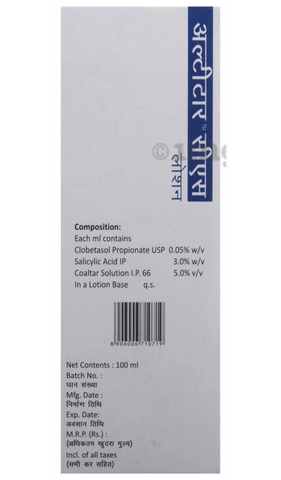 अल्टीटार™ सीएस
लोशन
Composition:
Each ml contains
Clobetasol Propionate USP 0.05% w/v
Salicylic Acid IP 3.0% w/v
Coaltar Solution I.P. 66 5.0% v/v
In a Lotion Base q.s.
8906006710719
Net Contents : 100 ml
Batch No. :
घान संख्या
Mfg. Date :
निर्माण तिथि
Exp. Date:
अवसान तिथि
M.R.P. (Rs.) :
(अधिकतम खुदरा मुल्य)
Incl. of all taxes
(सभी कर सहित)